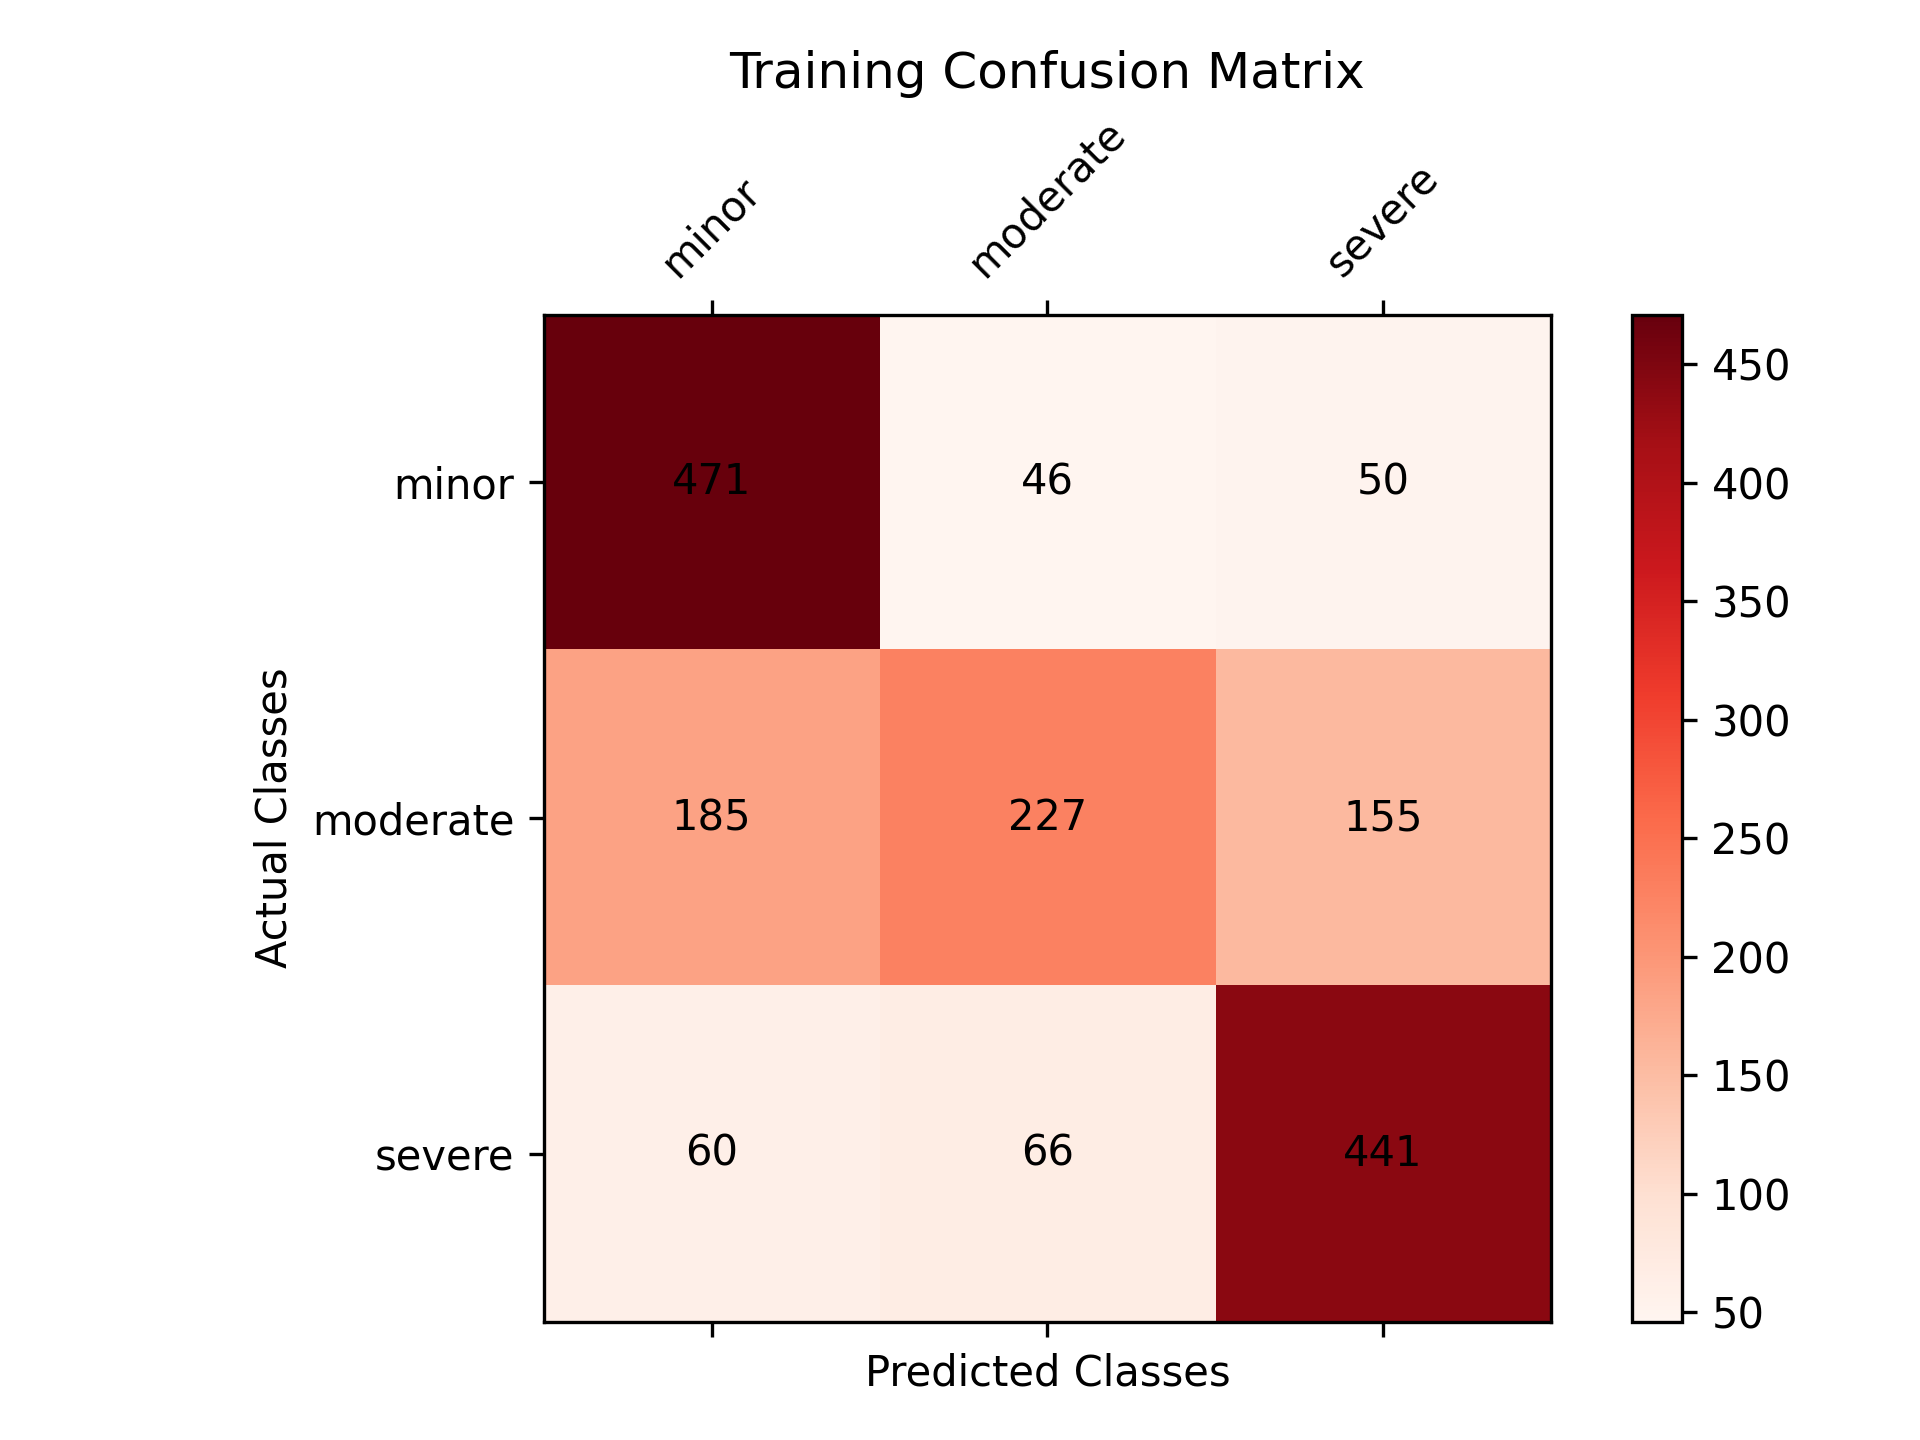 Training Confusion Matrix
minor moderate severe
minor 471 46 50
moderate 185 227 155
severe 60 66 441
Actual Classes
Predicted Classes
450
400
350
300
250
200
150
100
50